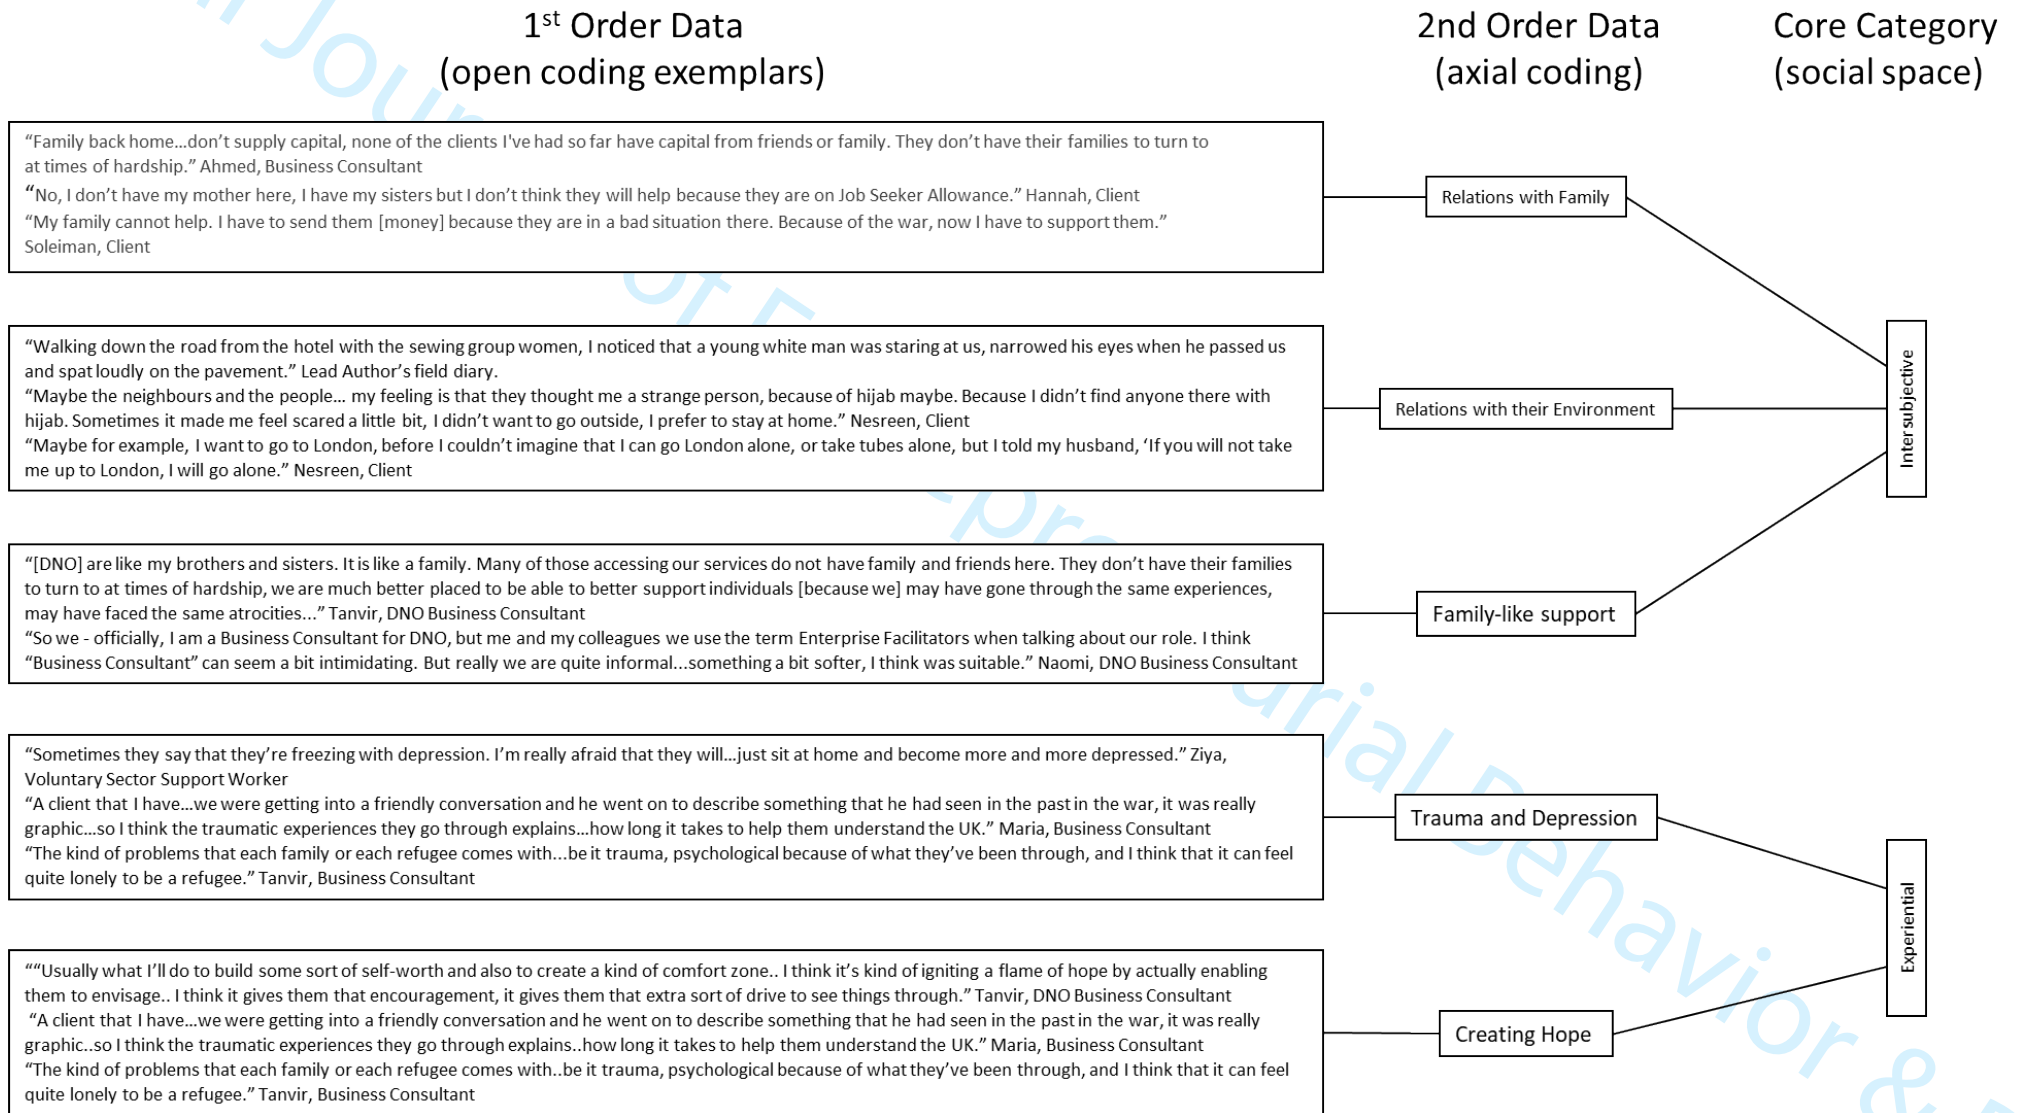 1st Order Data
(open coding exemplars)
2nd Order Data
(axial coding)
Core Category
(social space)
“Family back home…don’t supply capital, none of the clients I've had so far have capital from friends or family. They don’t have their families to turn to
at times of hardship.” Ahmed, Business Consultant
“No, I don’t have my mother here, I have my sisters but I don’t think they will help because they are on Job Seeker Allowance.” Hannah, Client
“My family cannot help. I have to send them [money] because they are in a bad situation there. Because of the war, now I have to support them.”
Soleiman, Client
Relations with Family
“Walking down the road from the hotel with the sewing group women, I noticed that a young white man was staring at us, narrowed his eyes when he passed us
and spat loudly on the pavement.” Lead Author’s field diary.
“Maybe the neighbours and the people… my feeling is that they thought me a strange person, because of hijab maybe. Because I didn’t find anyone there with
hijab. Sometimes it made me feel scared a little bit, I didn’t want to go outside, I prefer to stay at home.” Nesreen, Client
“Maybe for example, I want to go to London, before I couldn’t imagine that I can go London alone, or take tubes alone, but I told my husband, ‘If you will not take
me up to London, I will go alone.” Nesreen, Client
Relations with their Environment
“[DNO] are like my brothers and sisters. It is like a family. Many of those accessing our services do not have family and friends here. They don’t have their families
to turn to at times of hardship, we are much better placed to be able to better support individuals [because we] may have gone through the same experiences,
may have faced the same atrocities…” Tanvir, DNO Business Consultant
“So we - officially, I am a Business Consultant for DNO, but me and my colleagues we use the term Enterprise Facilitators when talking about our role. I think
“Business Consultant” can seem a bit intimidating. But really we are quite informal…something a bit softer, I think was suitable.” Naomi, DNO Business Consultant
Family-like support
Intersubjective
“Sometimes they say that they’re freezing with depression. I’m really afraid that they will…just sit at home and become more and more depressed.” Ziya,
Voluntary Sector Support Worker
“A client that I have…we were getting into a friendly conversation and he went on to describe something that he had seen in the past in the war, it was really
graphic…so I think the traumatic experiences they go through explains…how long it takes to help them understand the UK.” Maria, Business Consultant
“The kind of problems that each family or each refugee comes with…be it trauma, psychological because of what they’ve been through, and I think that it can feel
quite lonely to be a refugee.” Tanvir, Business Consultant
Trauma and Depression
““Usually what I’ll do to build some sort of self-worth and also to create a kind of comfort zone.. I think it’s kind of igniting a flame of hope by actually enabling
them to envisage.. I think it gives them that encouragement, it gives them that extra sort of drive to see things through.” Tanvir, DNO Business Consultant
“A client that I have…we were getting into a friendly conversation and he went on to describe something that he had seen in the past in the war, it was really
graphic..so I think the traumatic experiences they go through explains..how long it takes to help them understand the UK.” Maria, Business Consultant
“The kind of problems that each family or each refugee comes with..be it trauma, psychological because of what they’ve been through, and I think that it can feel
quite lonely to be a refugee.” Tanvir, Business Consultant
Creating Hope
Experiential
Behavior &